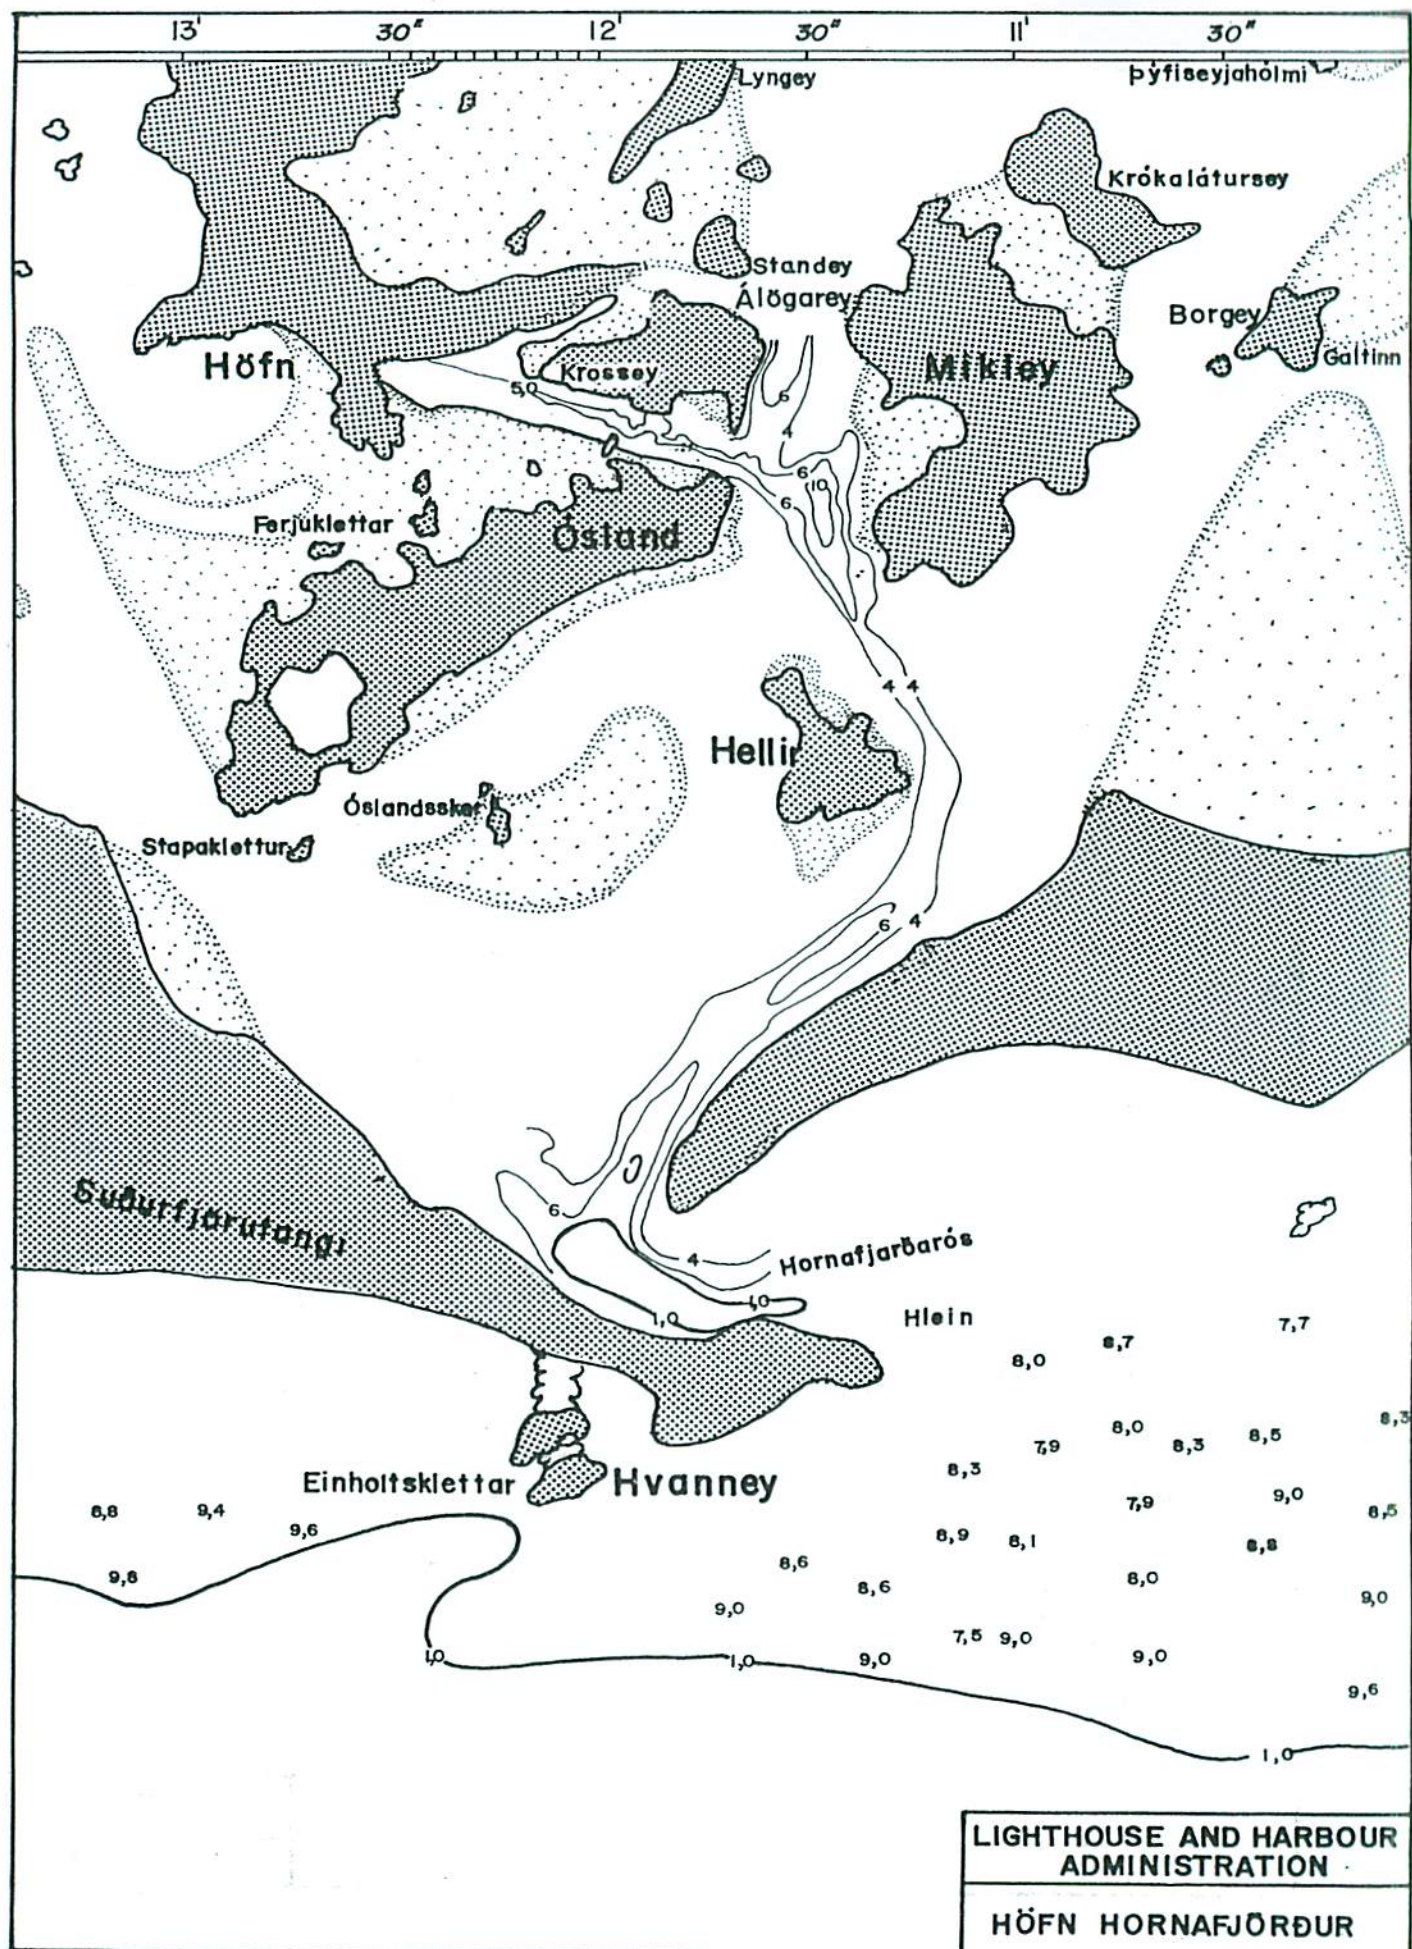 13' 30" 12' 30" 11' 30"
Lyngey
Þýfiseyjahólmi
Krókalátursey
Standey
Álögarey
Borgey
Galtinn
Höfn
Krossey
Mikley
5,0
6
4
6
10
6
Ferjuklettar
Ósland
4 4
Hellir
Óslandssker
Stapaklettur
6 4
Suðurfjörutangi
6
4
Hornafjarðarós
1,0
1,0
Hlein
7,7
8,7
8,0
8,3
8,0
8,5
7,9
8,3
8,3
Einholtsklettar
Hvanney
9,0
7,9
8,8
9,4
8,5
9,6
8,9
8,1
8,8
8,6
9,8
8,6
8,0
9,0
9,0
7,5 9,0
1,0
1,0
9,0
9,0
9,6
1,0
LIGHTHOUSE AND HARBOUR
ADMINISTRATION
HÖFN HORNAFJÖRÐUR